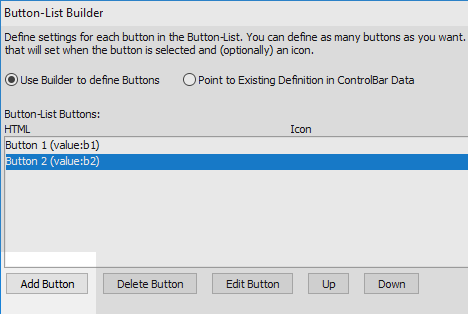 Button-List Builder
Define settings for each button in the Button-List. You can define as many buttons as you want.
that will set when the button is selected and (optionally) an icon.
Use Builder to define Buttons Point to Existing Definition in ControlBar Data
Button-List Buttons:
HTML Icon
Button 1 (value:b1)
Button 2 (value:b2)
Add Button Delete Button Edit Button Up Down